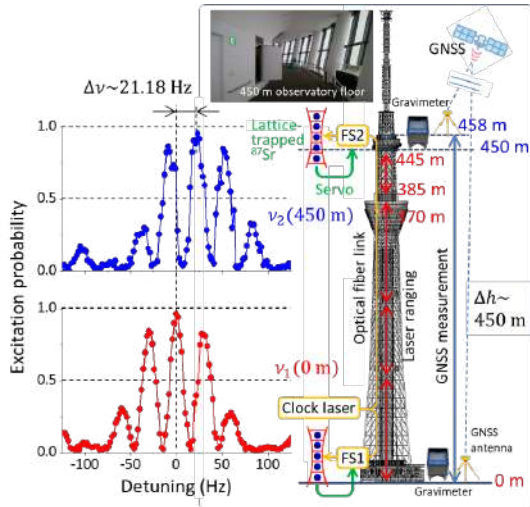 Δν~21.18 Hz
450 m observatory floor
GNSS
Gravimeter
458 m
450 m
Lattice-
trapped
⁸⁷Sr
FS2
Servo
445 m
385 m
370 m
ν₂(450 m)
Optical fiber link
Laser ranging
GNSS measurement
Δh~
450 m
ν₁(0 m)
Clock laser
FS1
GNSS
antenna
0 m
Gravimeter
Excitation probability
1.0
0.5
0.0
1.0
0.5
0.0
-100 -50 0 50 100
Detuning (Hz)